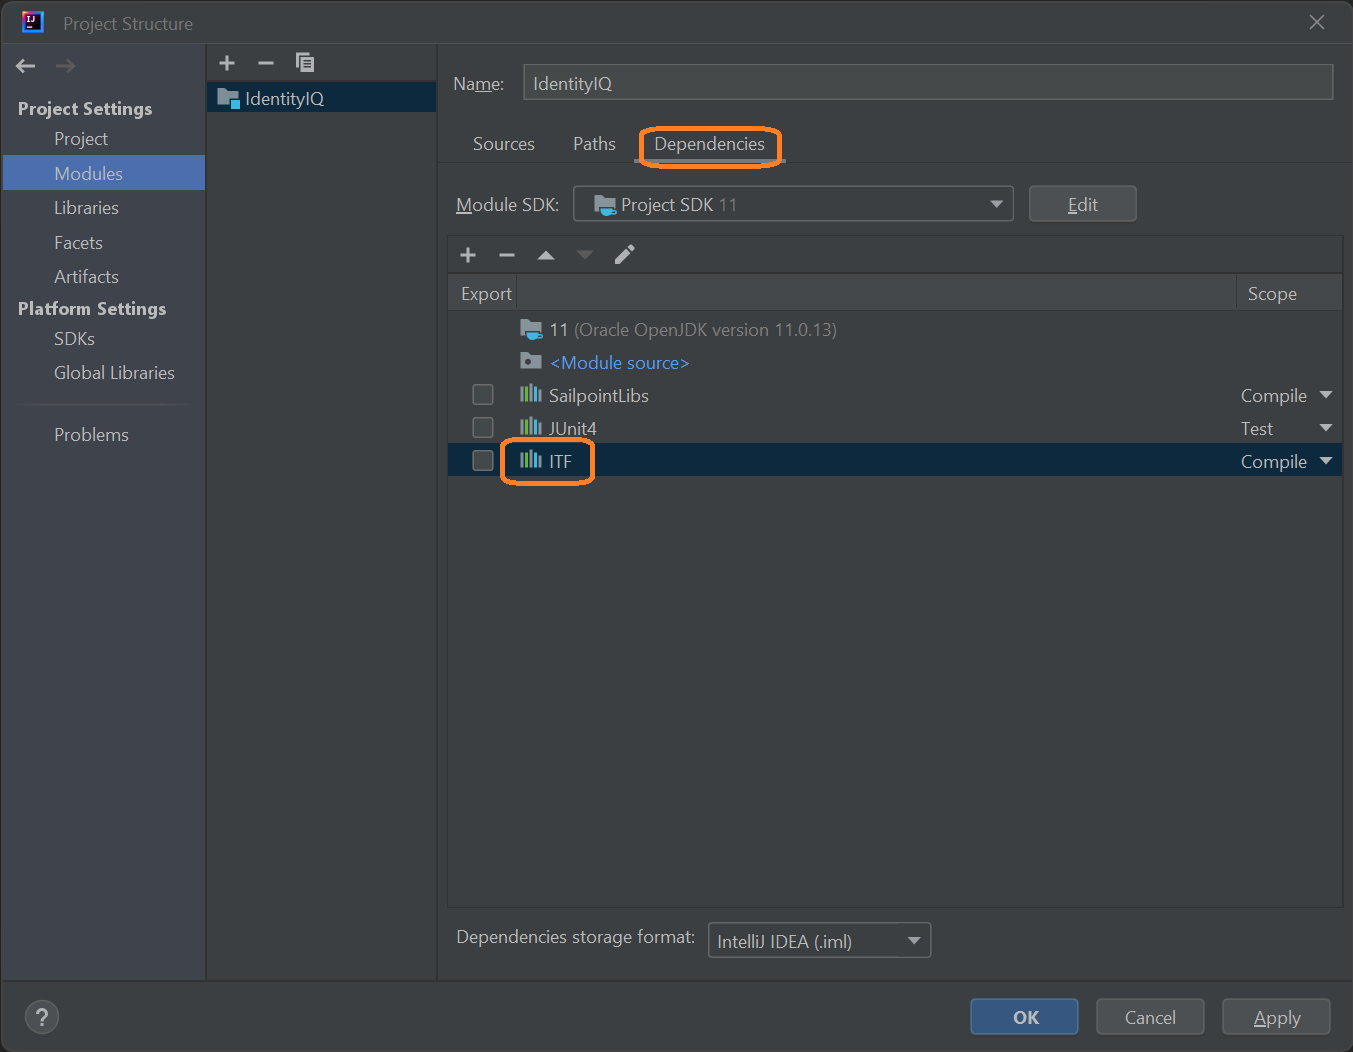 Project Structure
Project Settings
Project
Modules
Libraries
Facets
Artifacts
Platform Settings
SDKs
Global Libraries
Problems
IdentityIQ
Name: IdentityIQ
Sources Paths Dependencies
Module SDK: Project SDK 11 Edit
Export Scope
11 (Oracle OpenJDK version 11.0.13)
<Module source>
SailpointLibs Compile
JUnit4 Test
ITF Compile
Dependencies storage format: IntelliJ IDEA (.iml)
? OK Cancel Apply